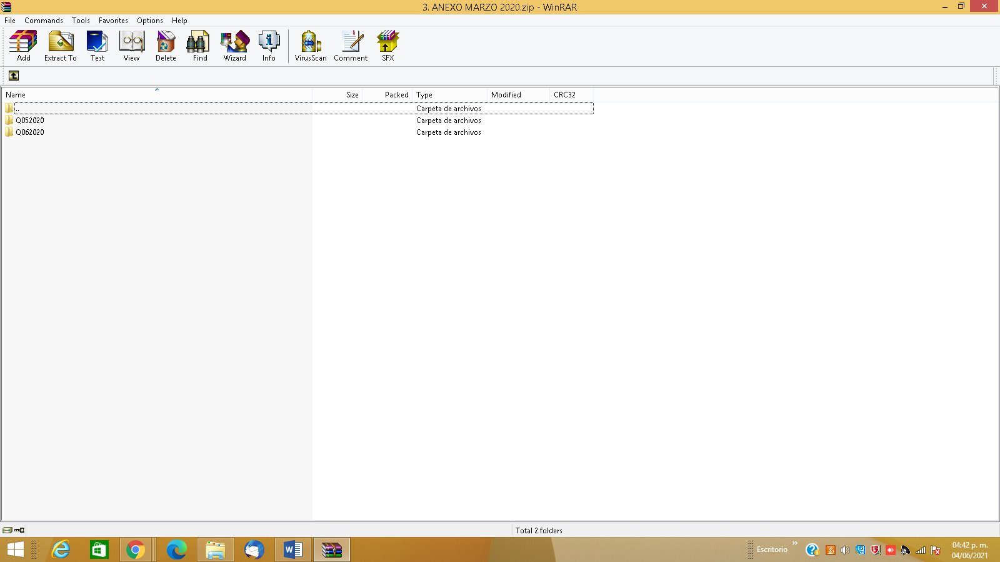 3. ANEXO MARZO 2020.zip - WinRAR
File Commands Tools Favorites Options Help
Add Extract To Test View Delete Find Wizard Info VirusScan Comment SFX
Name Size Packed Type Modified CRC32
.. Carpeta de archivos
Q052020 Carpeta de archivos
Q062020 Carpeta de archivos
Total 2 folders
Escritorio » 04:42 p. m.
04/06/2021